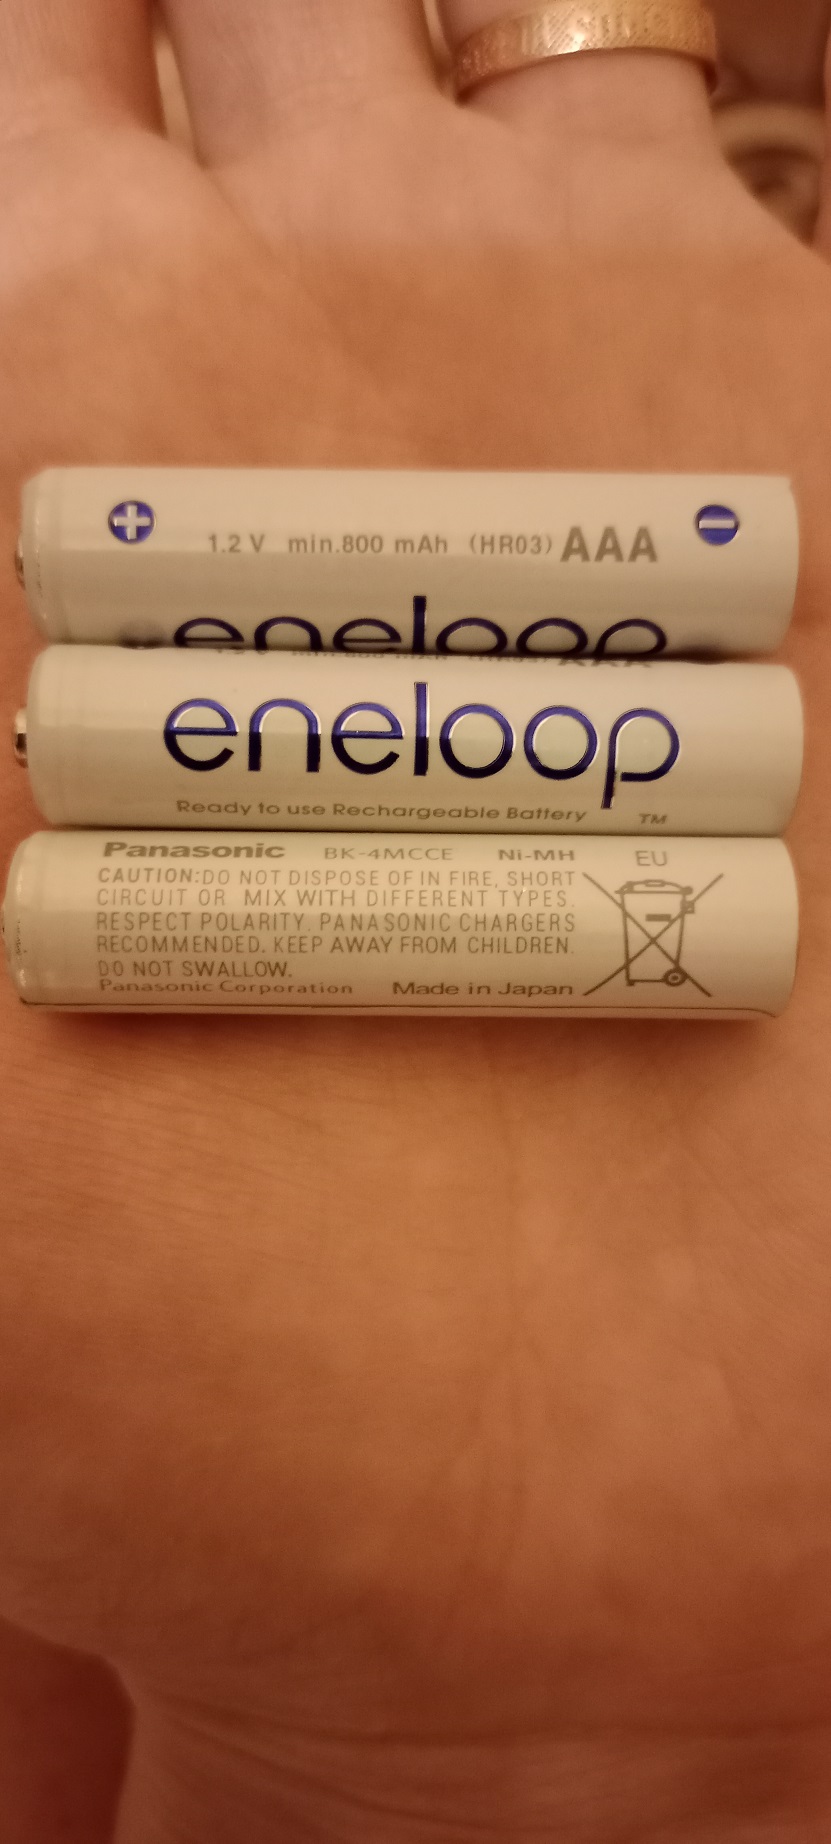 + 1.2 V min.800 mAh (HR03) AAA −
eneloop
eneloop
Ready to use Rechargeable Battery TM
Panasonic BK-4MCCE Ni-MH EU
CAUTION:DO NOT DISPOSE OF IN FIRE, SHORT
CIRCUIT OR MIX WITH DIFFERENT TYPES.
RESPECT POLARITY. PANASONIC CHARGERS
RECOMMENDED. KEEP AWAY FROM CHILDREN.
DO NOT SWALLOW.
Panasonic Corporation Made in Japan